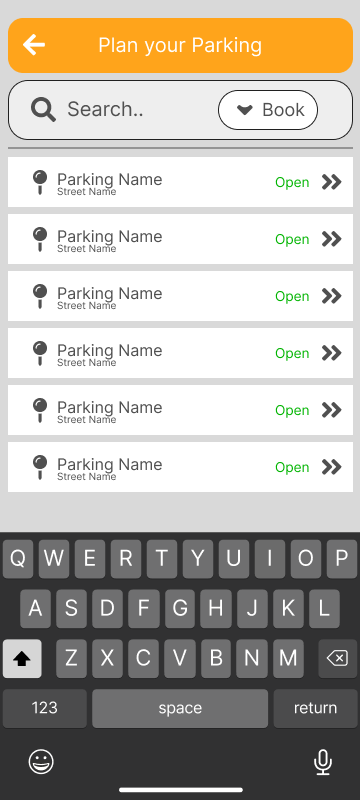 Plan your Parking
Search..
Book
Parking Name
Street Name
Open
Parking Name
Street Name
Open
Parking Name
Street Name
Open
Parking Name
Street Name
Open
Parking Name
Street Name
Open
Parking Name
Street Name
Open
Q W E R T Y U I O P
A S D F G H J K L
Z X C V B N M
123 space return